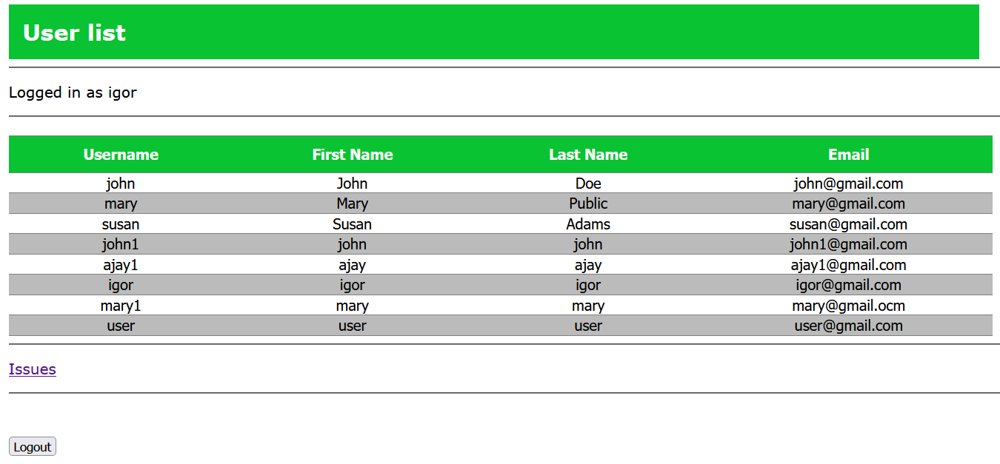 User list
Logged in as igor
Username First Name Last Name Email
john John Doe john@gmail.com
mary Mary Public mary@gmail.com
susan Susan Adams susan@gmail.com
john1 john john john1@gmail.com
ajay1 ajay ajay ajay1@gmail.com
igor igor igor igor@gmail.com
mary1 mary mary mary@gmail.ocm
user user user user@gmail.com
Issues
Logout